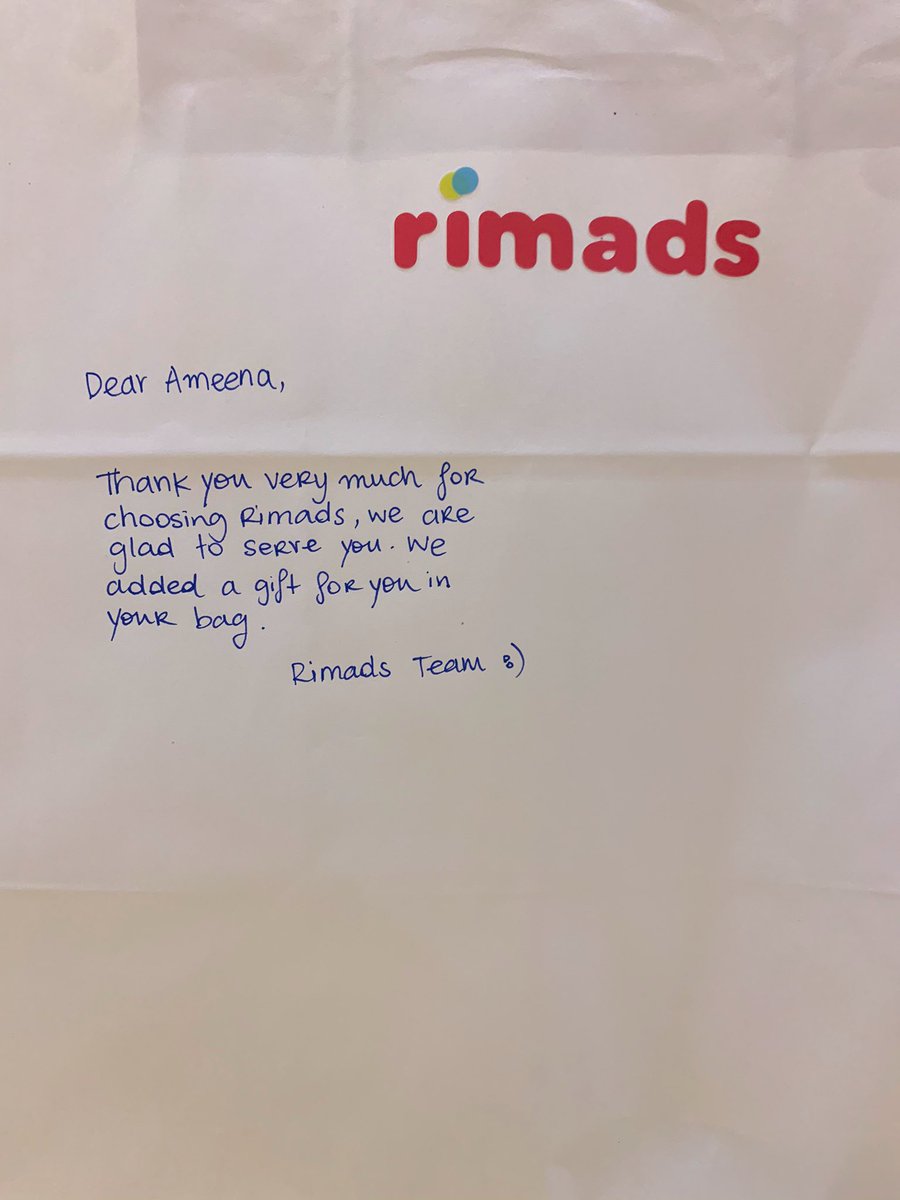 rimads
Dear Ameena,
Thank you very much for
choosing Rimads, we are
glad to serve you. We
added a gift for you in
your bag.
Rimads Team :)